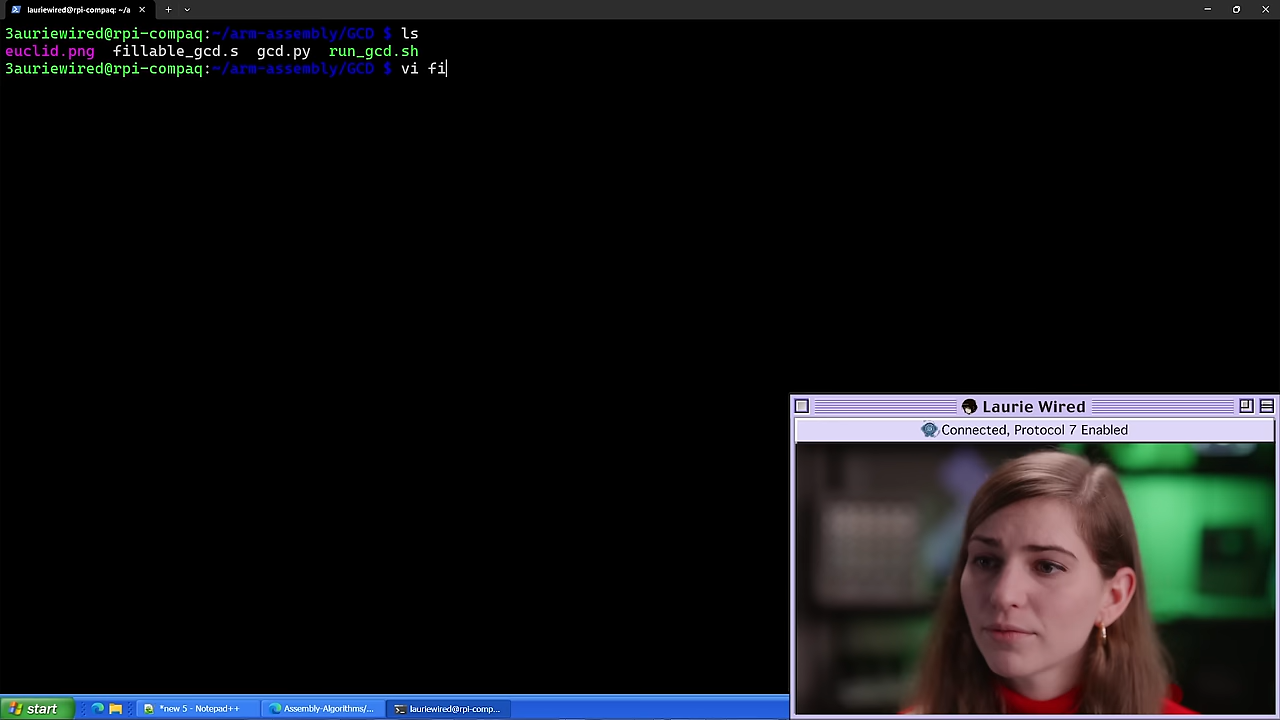 lauriewired@rpi-compaq: ~/a
3auriewired@rpi-compaq:~/arm-assembly/GCD $ ls
euclid.png fillable_gcd.s gcd.py run_gcd.sh
3auriewired@rpi-compaq:~/arm-assembly/GCD $ vi fi
Laurie Wired
Connected, Protocol 7 Enabled
start
*new 5 - Notepad++
Assembly-Algorithms/...
lauriewired@rpi-comp...